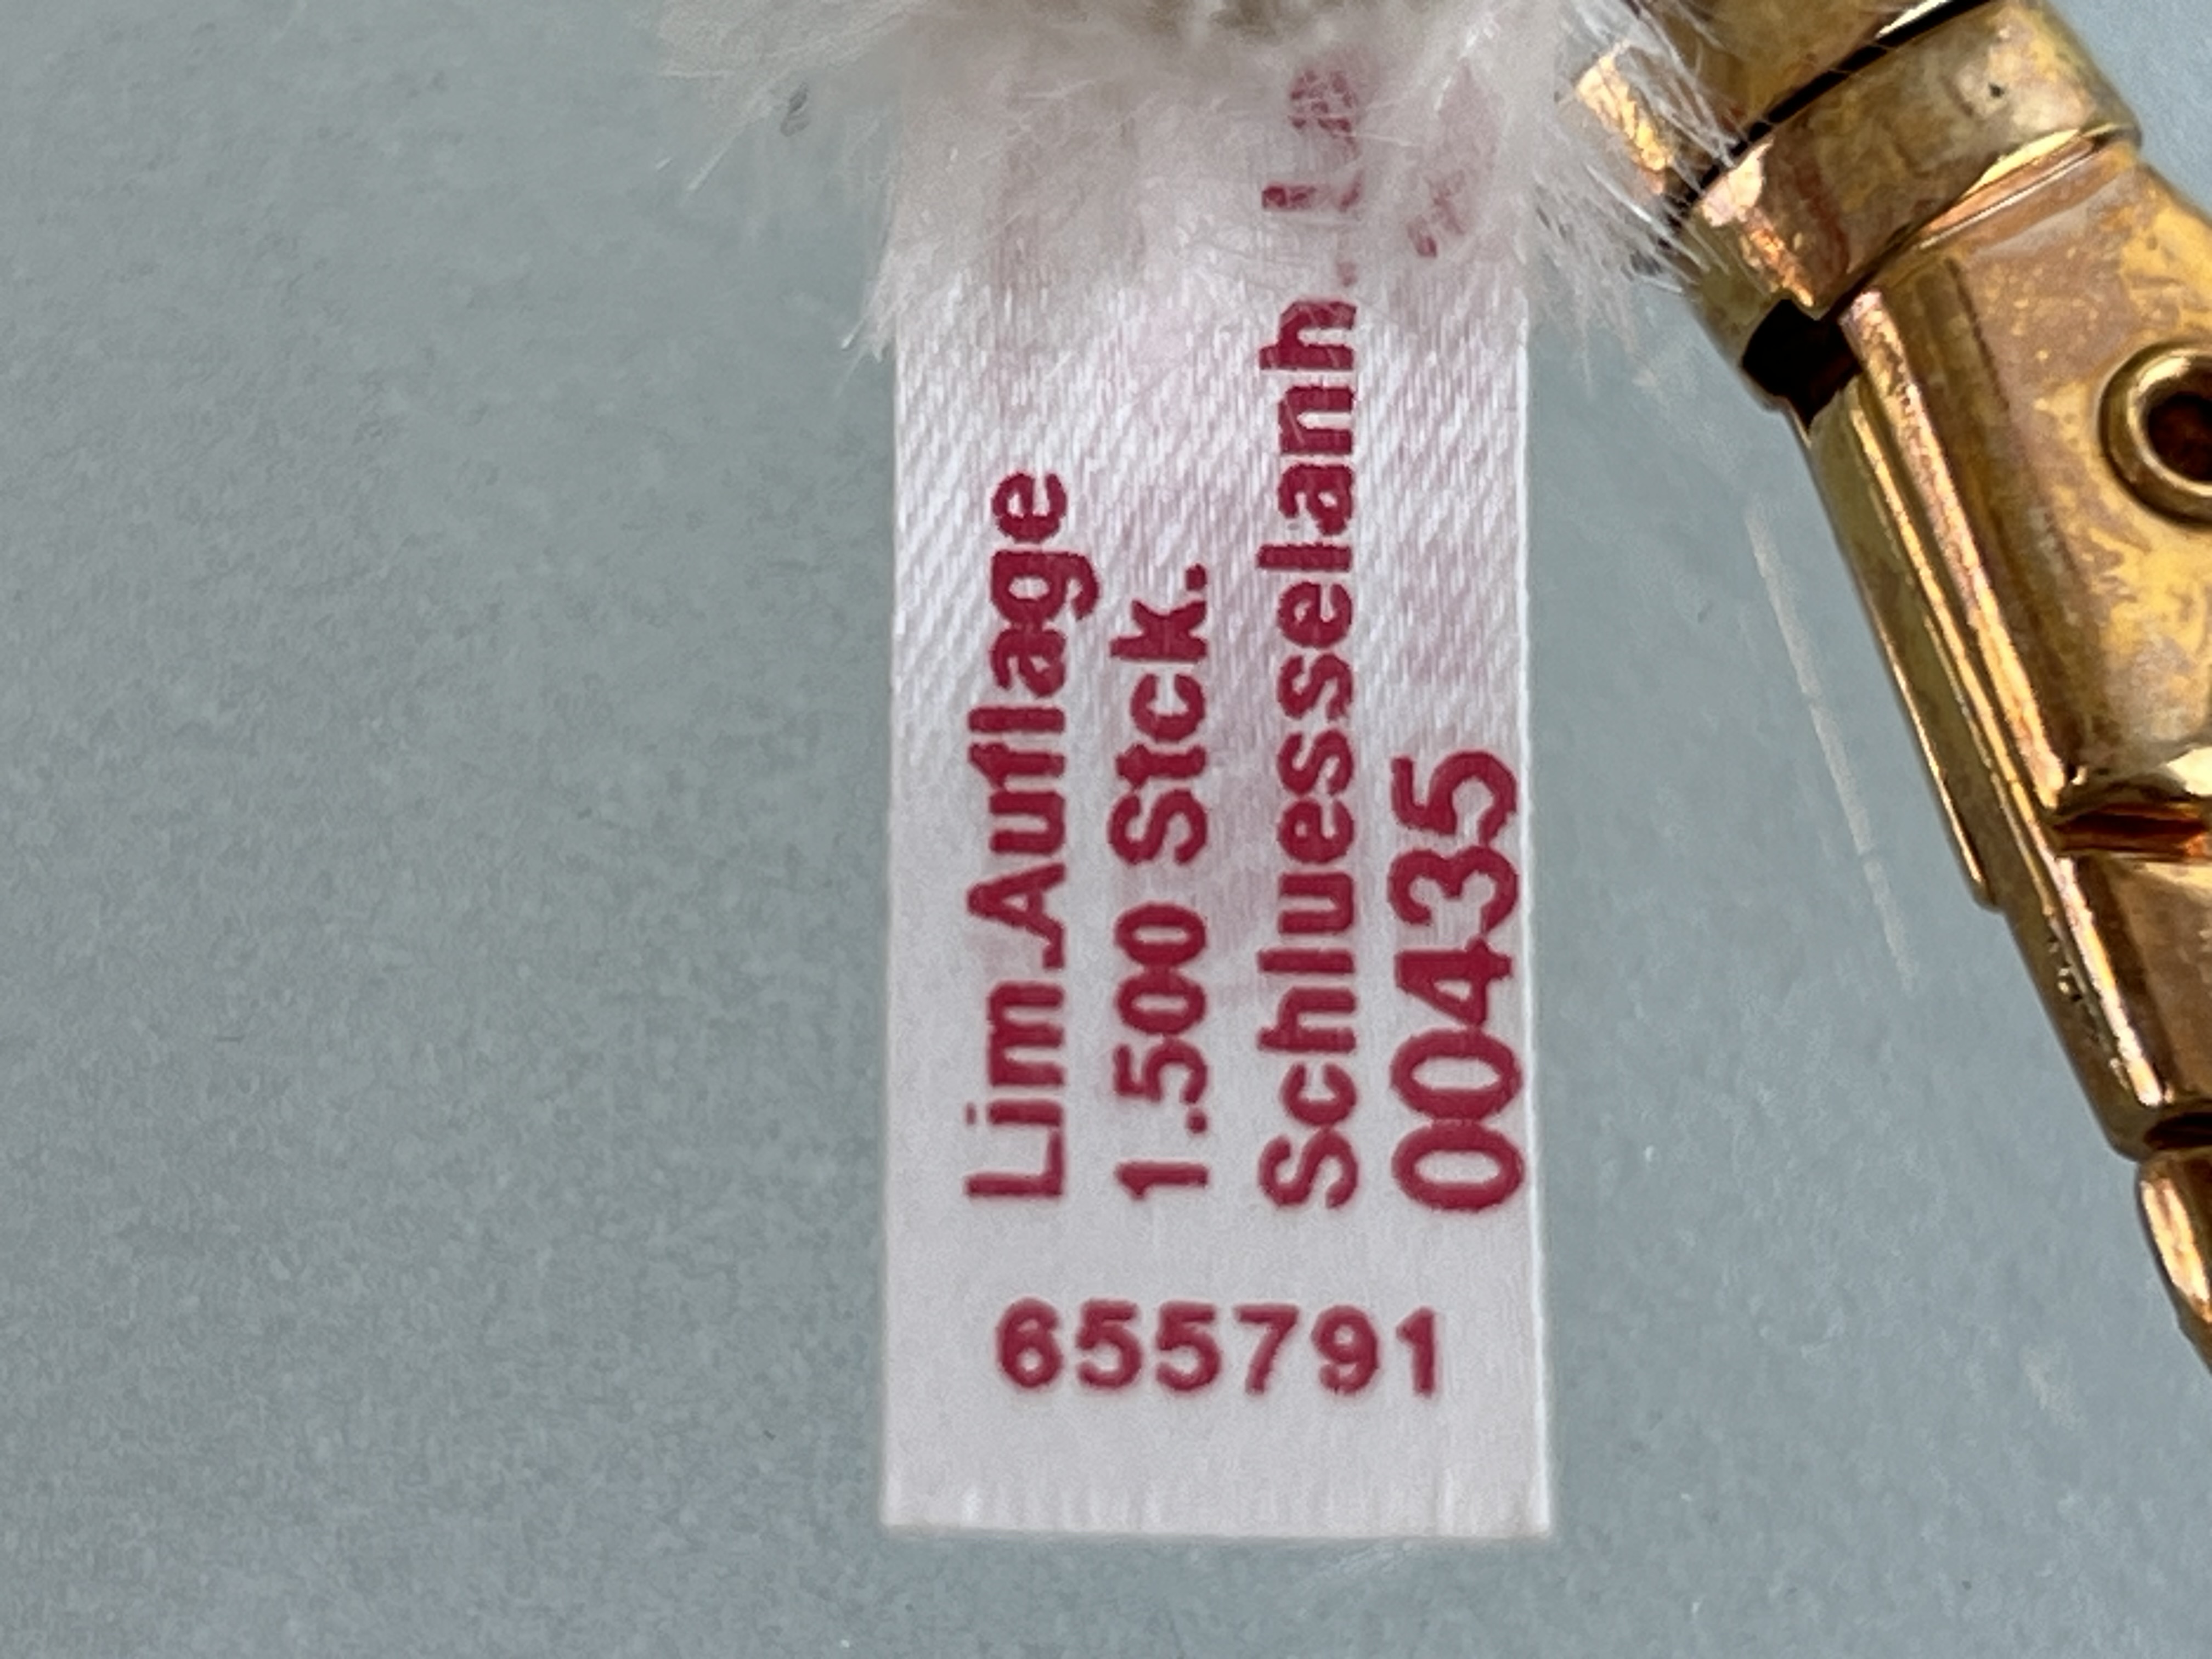 Lim.Auflage
1.500 Stck.
Schluesselanh.
00435
655791